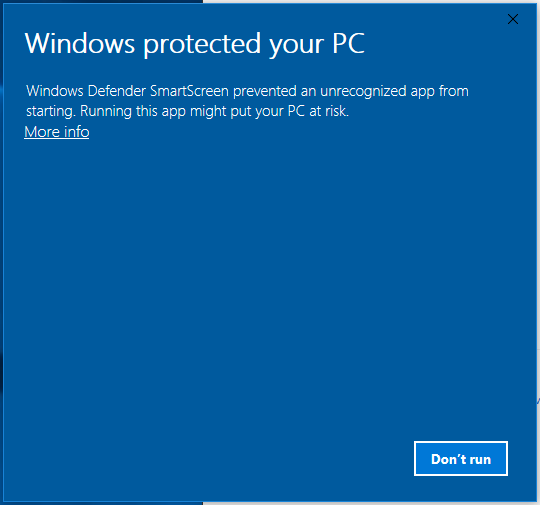 Windows protected your PC
Windows Defender SmartScreen prevented an unrecognized app from
starting. Running this app might put your PC at risk.
More info
Don't run